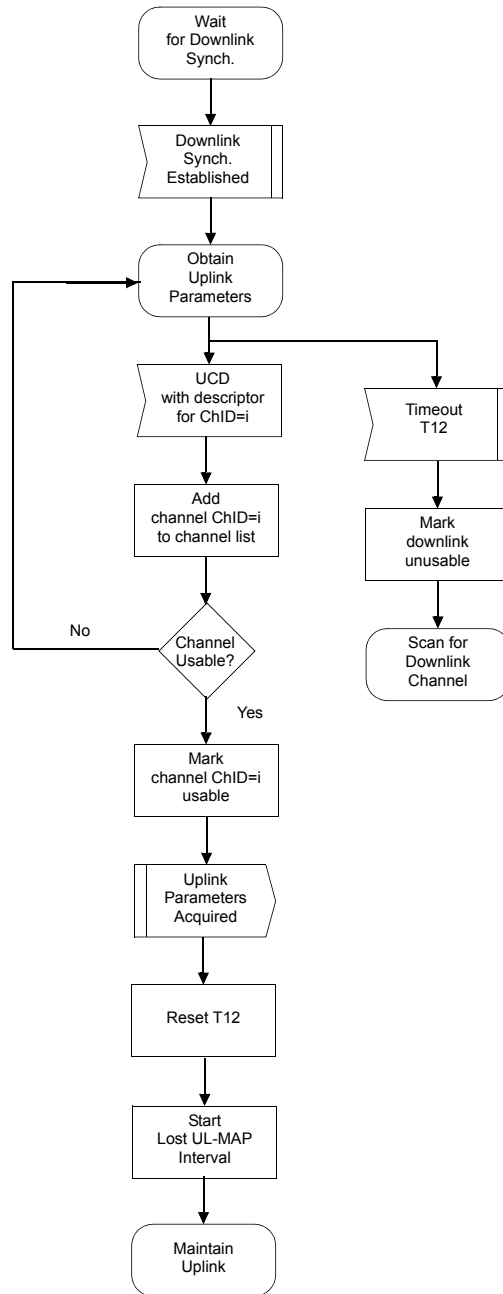 Wait
for Downlink
Synch.
Downlink
Synch.
Established
Obtain
Uplink
Parameters
UCD
with descriptor
for ChID=i
Timeout
T12
Add
channel ChID=i
to channel list
Mark
downlink
unusable
No
Channel
Usable?
Scan for
Downlink
Channel
Yes
Mark
channel ChID=i
usable
Uplink
Parameters
Acquired
Reset T12
Start
Lost UL-MAP
Interval
Maintain
Uplink